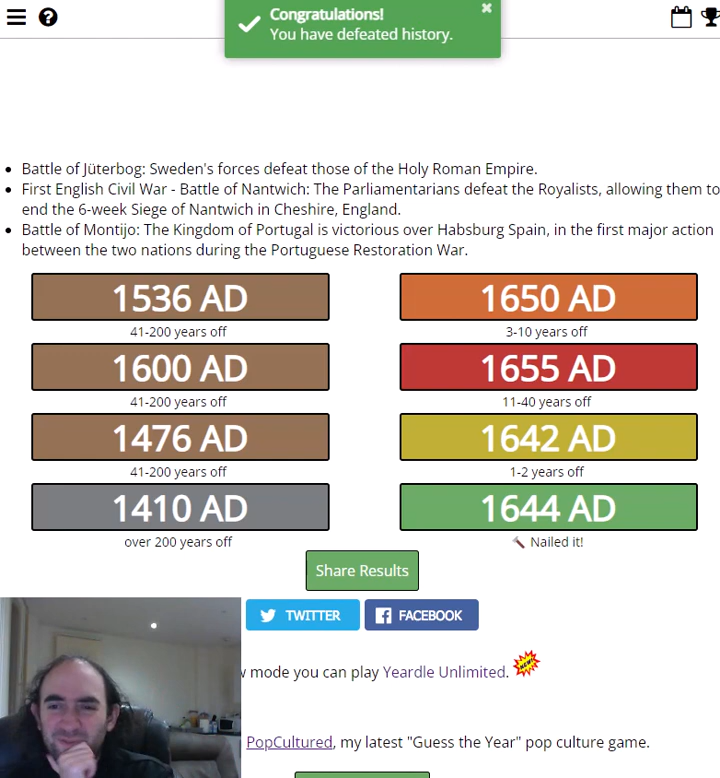 Congratulations!
You have defeated history.
Battle of Jüterbog: Sweden's forces defeat those of the Holy Roman Empire.
First English Civil War - Battle of Nantwich: The Parliamentarians defeat the Royalists, allowing them to
end the 6-week Siege of Nantwich in Cheshire, England.
Battle of Montijo: The Kingdom of Portugal is victorious over Habsburg Spain, in the first major action
between the two nations during the Portuguese Restoration War.
1536 AD
41-200 years off
1600 AD
41-200 years off
1476 AD
41-200 years off
1410 AD
over 200 years off
1650 AD
3-10 years off
1655 AD
11-40 years off
1642 AD
1-2 years off
1644 AD
Nailed it!
Share Results
TWITTER
FACEBOOK
mode you can play Yeardle Unlimited.
NEW!
PopCultured, my latest "Guess the Year" pop culture game.